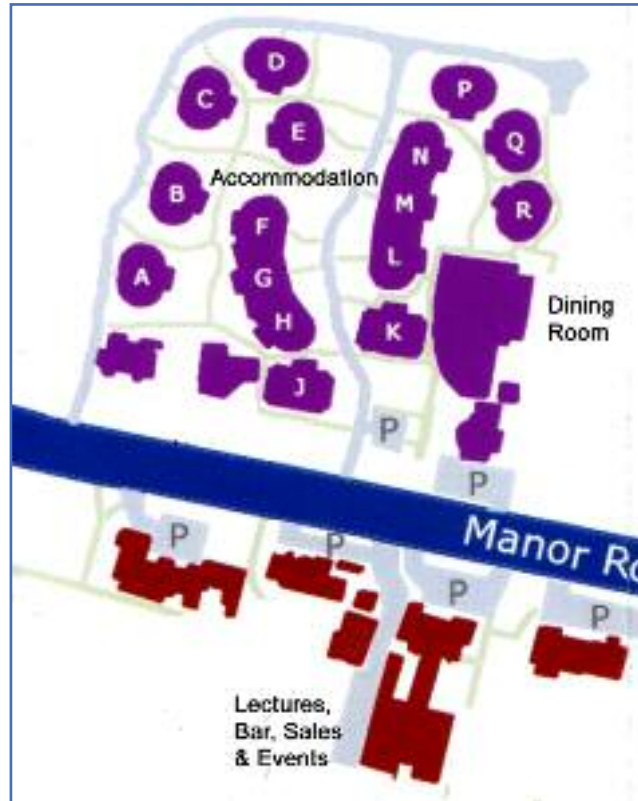 D
C
P
E
Q
N
Accommodation
B
M
R
F
L
A
G
Dining
Room
H
K
J
P
P
Manor Ro
P
P
P
P
Lectures,
Bar, Sales
& Events